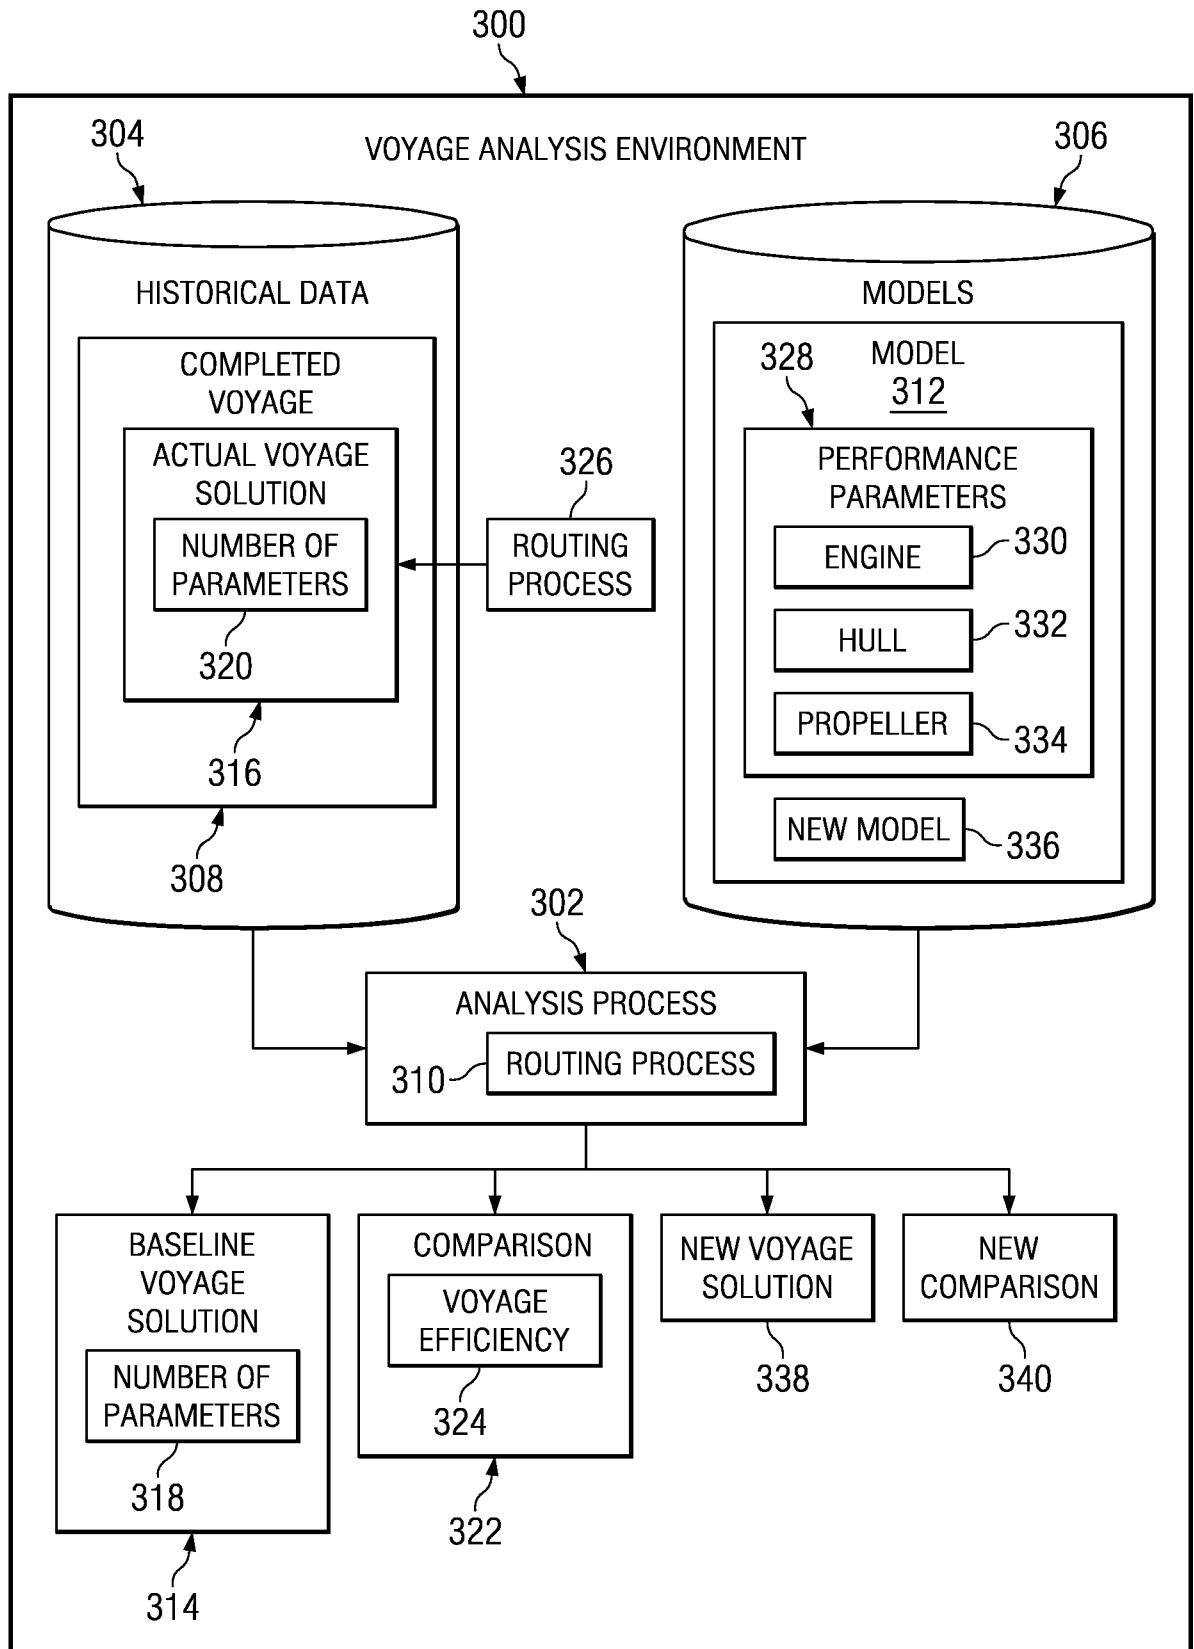 300
304
VOYAGE ANALYSIS ENVIRONMENT
306
HISTORICAL DATA
COMPLETED
VOYAGE
ACTUAL VOYAGE
SOLUTION
NUMBER OF
PARAMETERS
320
316
308
326
ROUTING
PROCESS
MODELS
328
MODEL
312
PERFORMANCE
PARAMETERS
ENGINE
330
HULL
332
PROPELLER
334
NEW MODEL
336
302
ANALYSIS PROCESS
310
ROUTING PROCESS
BASELINE
VOYAGE
SOLUTION
NUMBER OF
PARAMETERS
318
314
COMPARISON
VOYAGE
EFFICIENCY
324
322
NEW VOYAGE
SOLUTION
338
NEW
COMPARISON
340